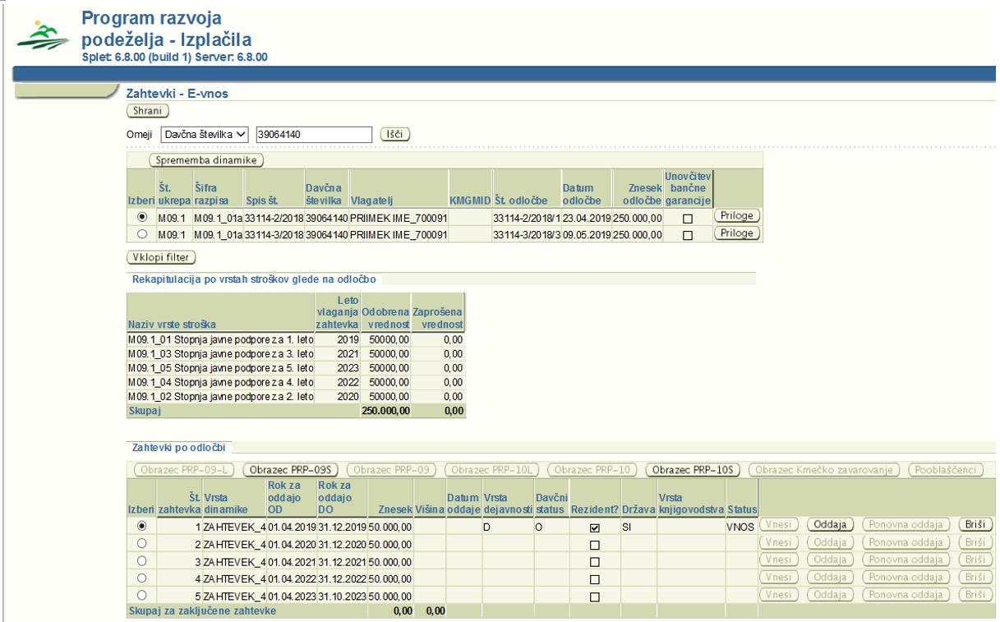 Program razvoja
podeželja - Izplačila
Splet: 6.8.00 (build 1) Server: 6.8.00
Zahtevki - E-vnos
Shrani
Omeji Davčna številka 39064140 Išči
Sprememba dinamike
Izberi Št. ukrepa Šifra razpisa Spis št. Davčna številka Vlagatelj KMGMID Št. odločbe Datum odločbe Znesek odločbe Unovčitev bančne garancije
M09.1 M09.1_01a 33114-2/2018 39064140 PRIIMEK IME_700091 33114-2/2018/1 23.04.2019 250.000,00 Priloge
M09.1 M09.1_01a 33114-3/2018 39064140 PRIIMEK IME_700091 33114-3/2018/3 09.05.2019 250.000,00 Priloge
Vklopi filter
Rekapitulacija po vrstah stroškov glede na odločbo
Naziv vrste stroška Leto vlaganja zahtevka Odobrena vrednost Zaprošena vrednost
M09.1_01 Stopnja javne podpore za 1. leto 2019 50000,00 0,00
M09.1_03 Stopnja javne podpore za 3. leto 2021 50000,00 0,00
M09.1_05 Stopnja javne podpore za 5. leto 2023 50000,00 0,00
M09.1_04 Stopnja javne podpore za 4. leto 2022 50000,00 0,00
M09.1_02 Stopnja javne podpore za 2. leto 2020 50000,00 0,00
Skupaj 250.000,00 0,00
Zahtevki po odločbi
Obrazec PRP-09-L Obrazec PRP-09S Obrazec PRP-09 Obrazec PRP-10L Obrazec PRP-10 Obrazec PRP-10S Obrazec Kmečko zavarovanje Pooblaščenci
Izberi Št. zahtevka Vrsta dinamike Rok za oddajo OD Rok za oddajo DO Znesek Višina Datum oddaje Vrsta dejavnosti Davčni status Rezident? Država Vrsta knjigovodstva Status
1 ZAHTEVEK_4 01.04.2019 31.12.2019 50.000,00 D O SI VNOS Vnesi Oddaja Ponovna oddaja Briši
2 ZAHTEVEK_4 01.04.2020 31.12.2020 50.000,00 Vnesi Oddaja Ponovna oddaja Briši
3 ZAHTEVEK_4 01.04.2021 31.12.2021 50.000,00 Vnesi Oddaja Ponovna oddaja Briši
4 ZAHTEVEK_4 01.04.2022 31.12.2022 50.000,00 Vnesi Oddaja Ponovna oddaja Briši
5 ZAHTEVEK_4 01.04.2023 31.10.2023 50.000,00 Vnesi Oddaja Ponovna oddaja Briši
Skupaj za zaključene zahtevke 0,00 0,00